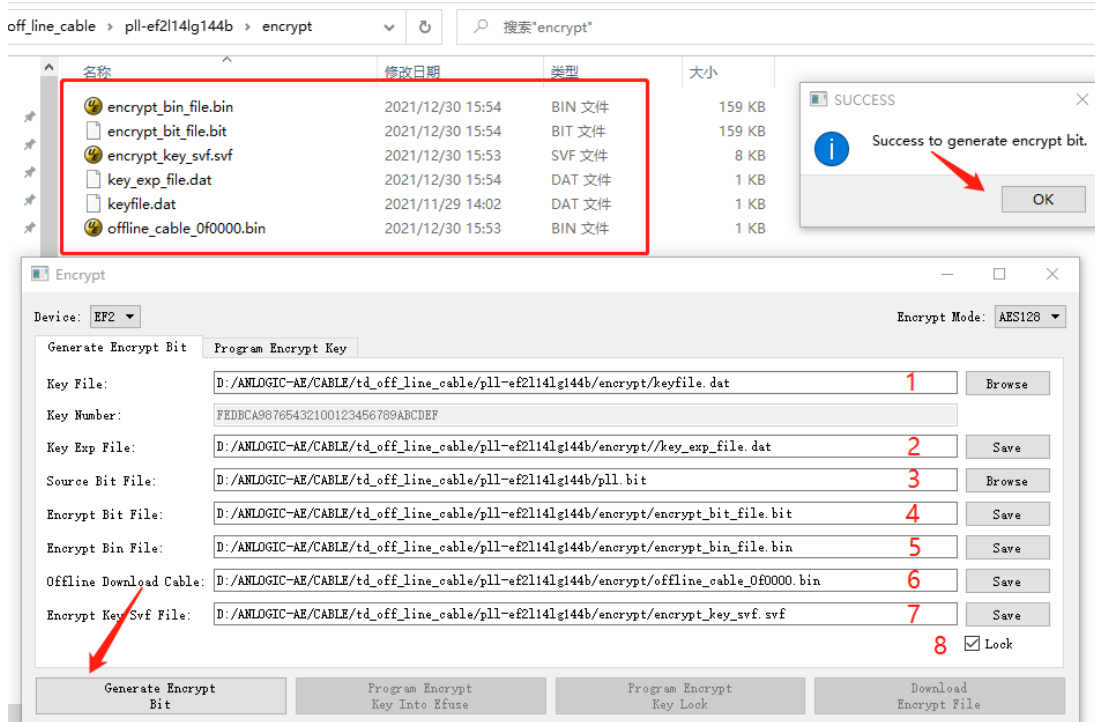 off_line_cable › pll-ef2l14lg144b › encrypt 搜索"encrypt"
名称 修改日期 类型 大小
encrypt_bin_file.bin 2021/12/30 15:54 BIN 文件 159 KB
encrypt_bit_file.bit 2021/12/30 15:54 BIT 文件 159 KB
encrypt_key_svf.svf 2021/12/30 15:53 SVF 文件 8 KB
key_exp_file.dat 2021/12/30 15:54 DAT 文件 1 KB
keyfile.dat 2021/11/29 14:02 DAT 文件 1 KB
offline_cable_0f0000.bin 2021/12/30 15:53 BIN 文件 1 KB
SUCCESS
Success to generate encrypt bit.
OK
Encrypt
Device: EF2 Encrypt Mode: AES128
Generate Encrypt Bit Program Encrypt Key
Key File: D:/ANLOGIC-AE/CABLE/td_off_line_cable/pll-ef2l14lg144b/encrypt/keyfile.dat 1 Browse
Key Number: FEDBCA98765432100123456789ABCDEF
Key Exp File: D:/ANLOGIC-AE/CABLE/td_off_line_cable/pll-ef2l14lg144b/encrypt//key_exp_file.dat 2 Save
Source Bit File: D:/ANLOGIC-AE/CABLE/td_off_line_cable/pll-ef2l14lg144b/pll.bit 3 Browse
Encrypt Bit File: D:/ANLOGIC-AE/CABLE/td_off_line_cable/pll-ef2l14lg144b/encrypt/encrypt_bit_file.bit 4 Save
Encrypt Bin File: D:/ANLOGIC-AE/CABLE/td_off_line_cable/pll-ef2l14lg144b/encrypt/encrypt_bin_file.bin 5 Save
Offline Download Cable: D:/ANLOGIC-AE/CABLE/td_off_line_cable/pll-ef2l14lg144b/encrypt/offline_cable_0f0000.bin 6 Save
Encrypt Key Svf File: D:/ANLOGIC-AE/CABLE/td_off_line_cable/pll-ef2l14lg144b/encrypt/encrypt_key_svf.svf 7 Save
8 Lock
Generate Encrypt Program Encrypt Program Encrypt Download
Bit Key Into Efuse Key Lock Encrypt File